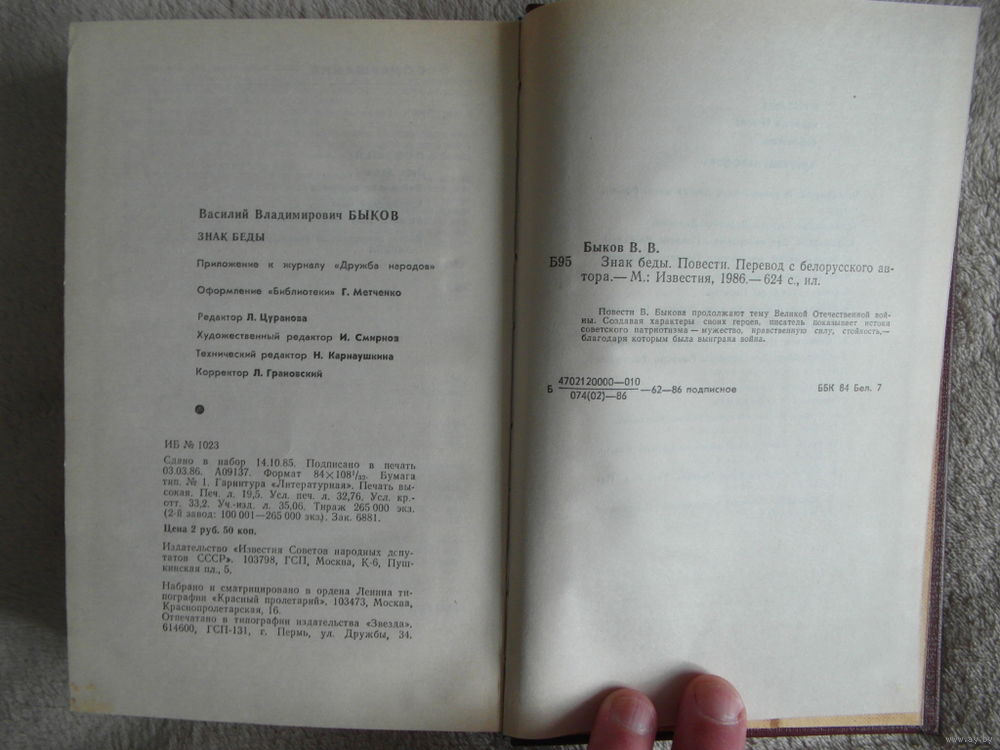 Василий Владимирович БЫКОВ
ЗНАК БЕДЫ
Приложение к журналу «Дружба народов»
Оформление «Библиотеки» Г. Метченко
Редактор Л. Цуранова
Художественный редактор И. Смирнов
Технический редактор Н. Карнаушкина
Корректор Л. Грановский
ИБ № 1023
Сдано в набор 14.10.85. Подписано в печать
03.03.86. А09137. Формат 84×108¹/₃₂. Бумага
тип. № 1. Гарнитура «Литературная». Печать вы-
сокая. Печ. л. 19,5. Усл. печ. л. 32,76. Усл. кр.-
отт. 33,2. Уч.-изд. л. 35,06. Тираж 265 000 экз.
(2-й завод: 100 001—265 000 экз). Зак. 6881.
Цена 2 руб. 50 коп.
Издательство «Известия Советов народных депу-
татов СССР». 103798, ГСП, Москва, К-6, Пуш-
кинская пл., 5.
Набрано и сматрицировано в ордена Ленина ти-
пографии «Красный пролетарий». 103473, Москва,
Краснопролетарская, 16.
Отпечатано в типографии издательства «Звезда».
614600, ГСП-131, г. Пермь, ул. Дружбы, 34.
Быков В. В.
Б95 Знак беды. Повести. Перевод с белорусского ав-
тора.— М.: Известия, 1986.— 624 с., ил.
Повести В. Быкова продолжают тему Великой Отечественной вой-
ны. Создавая характеры своих героев, писатель показывает истоки
советского патриотизма — мужество, нравственную силу, стойкость,—
благодаря которым была выиграна война.
Б 4702120000—010
074(02)—86 —62—86 подписное ББК 84 Бел. 7
www.ay.by